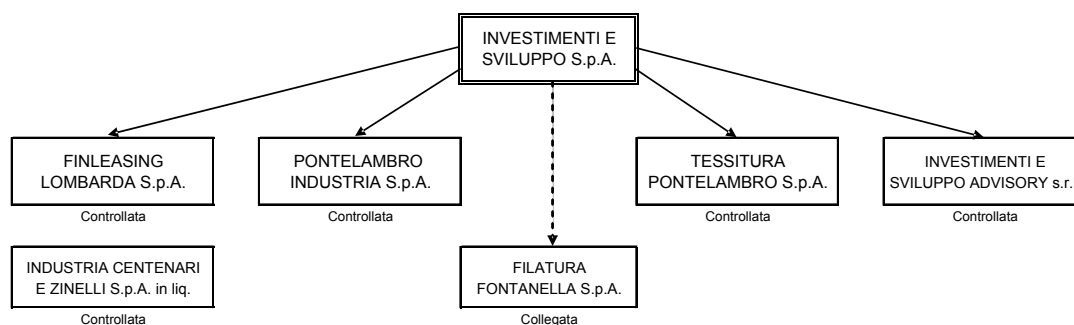 INVESTIMENTI E
SVILUPPO S.p.A.
FINLEASING
LOMBARDA S.p.A.
Controllata
PONTELAMBRO
INDUSTRIA S.p.A.
Controllata
TESSITURA
PONTELAMBRO S.p.A.
Controllata
INVESTIMENTI E
SVILUPPO ADVISORY s.r.
Controllata
INDUSTRIA CENTENARI
E ZINELLI S.p.A. in liq.
Controllata
FILATURA
FONTANELLA S.p.A.
Collegata